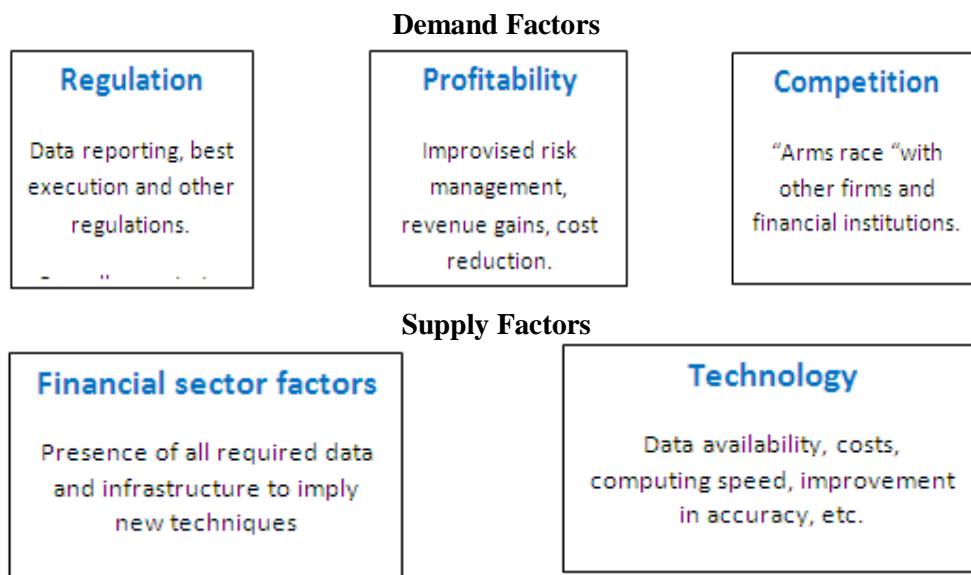 Demand Factors
Regulation
Data reporting, best
execution and other
regulations.
Profitability
Improvised risk
management,
revenue gains, cost
reduction.
Competition
“Arms race “with
other firms and
financial institutions.
Supply Factors
Financial sector factors
Presence of all required data
and infrastructure to imply
new techniques
Technology
Data availability, costs,
computing speed, improvement
in accuracy, etc.